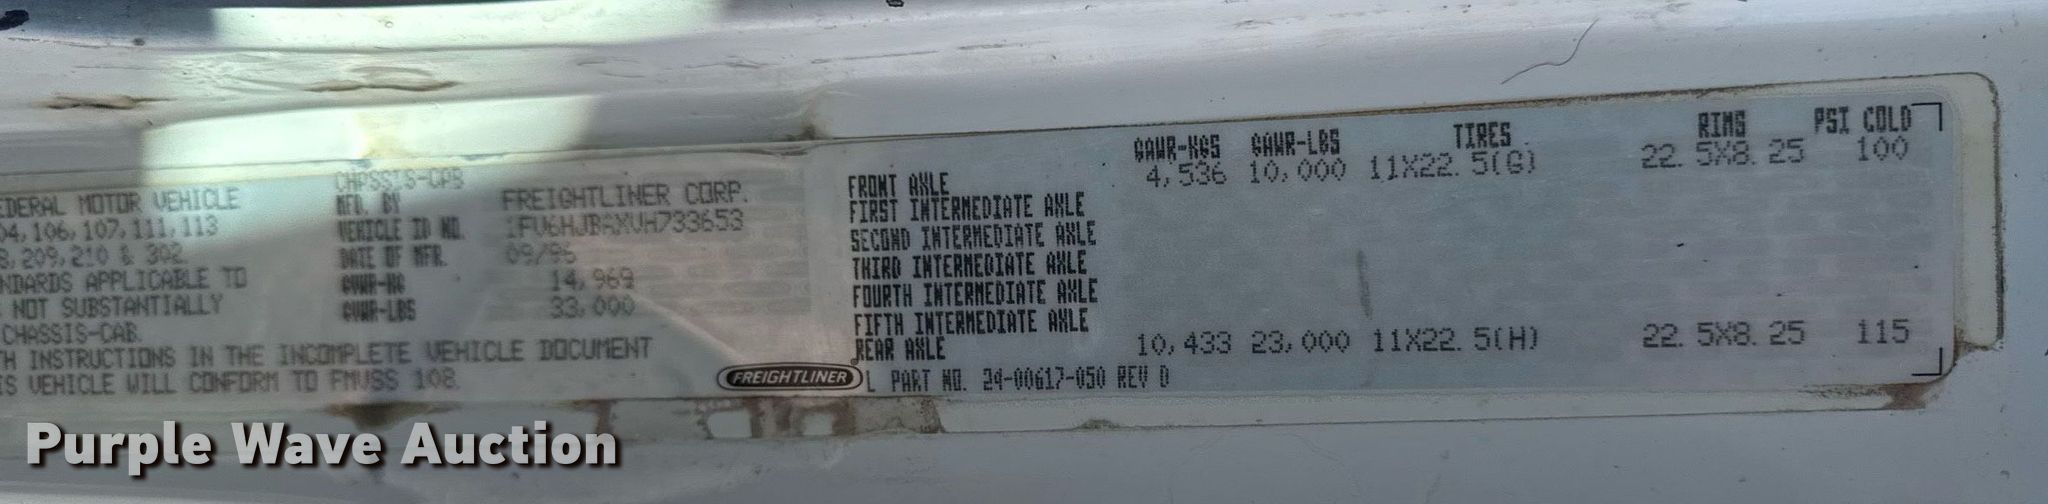 EDERAL MOTOR VEHICLE
04,106,107,111,113
8,209,210 & 302
NDARDS APPLICABLE TO
NOT SUBSTANTIALLY
CHASSIS-CAB.
TH INSTRUCTIONS IN THE INCOMPLETE VEHICLE DOCUMENT
IS VEHICLE WILL CONFORM TO FMVSS 108.
CHASSIS-CAB
MFD. BY FREIGHTLINER CORP.
VEHICLE ID NO.
DATE OF MFR. 09/96
GVWR-KG 14,969
GVWR-LBS 33,000
FREIGHTLINER
GAWR-KGS GAWR-LBS TIRES RIMS PSI COLD
FRONT AXLE 4,536 10,000 11X22.5(G) 22.5X8.25 100
FIRST INTERMEDIATE AXLE
SECOND INTERMEDIATE AXLE
THIRD INTERMEDIATE AXLE
FOURTH INTERMEDIATE AXLE
FIFTH INTERMEDIATE AXLE
REAR AXLE 10,433 23,000 11X22.5(H) 22.5X8.25 115
L PART NO. 24-00617-050 REV D
Purple Wave Auction